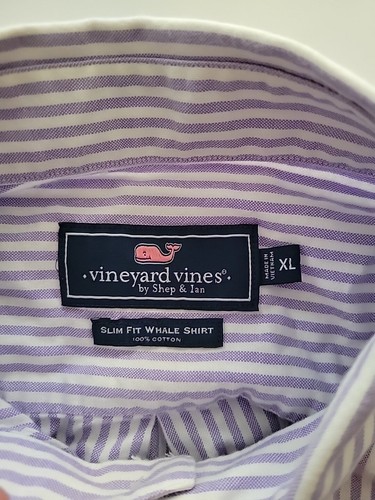 vineyard vines®
by Shep & Ian
MADE IN
VIETNAM
XL
SLIM FIT WHALE SHIRT
100% COTTON